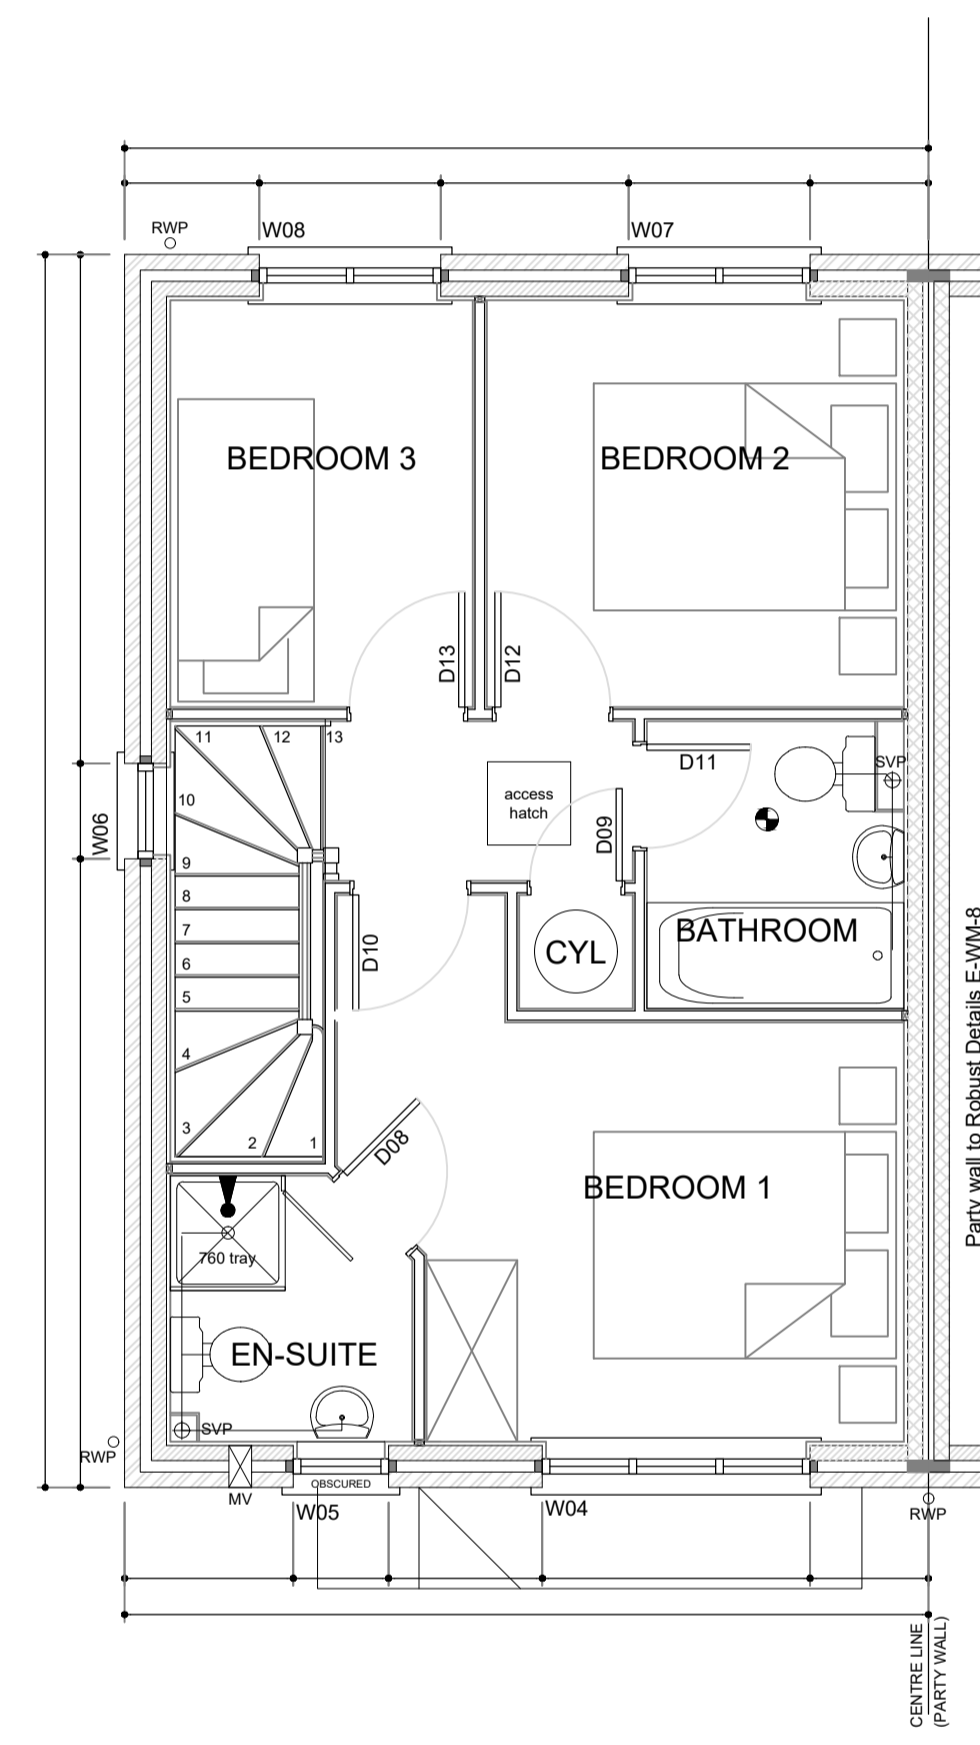 RWP
W08
W07
BEDROOM 3
BEDROOM 2
D13
D12
11
12
13
10
9
8
7
6
5
4
3
2
1
W06
access
hatch
D09
D11
SVP
D10
CYL
BATHROOM
Party wall to Robust Details E-WM-8
D08
BEDROOM 1
760 tray
EN-SUITE
SVP
RWP
MV
OBSCURED
W05
W04
RWP
CENTRE LINE
(PARTY WALL)